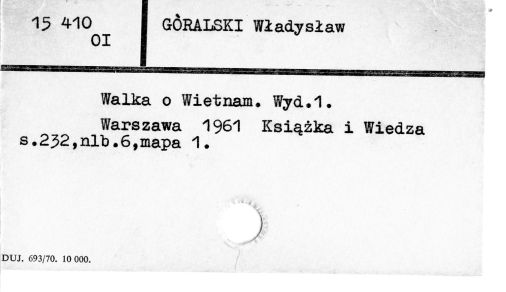 15 410
OI
GÒRALSKI Władysław
Walka o Wietnam. Wyd.1.
Warszawa 1961 Książka i Wiedza
s.232,nlb.6,mapa 1.
DUJ. 693/70. 10 000.